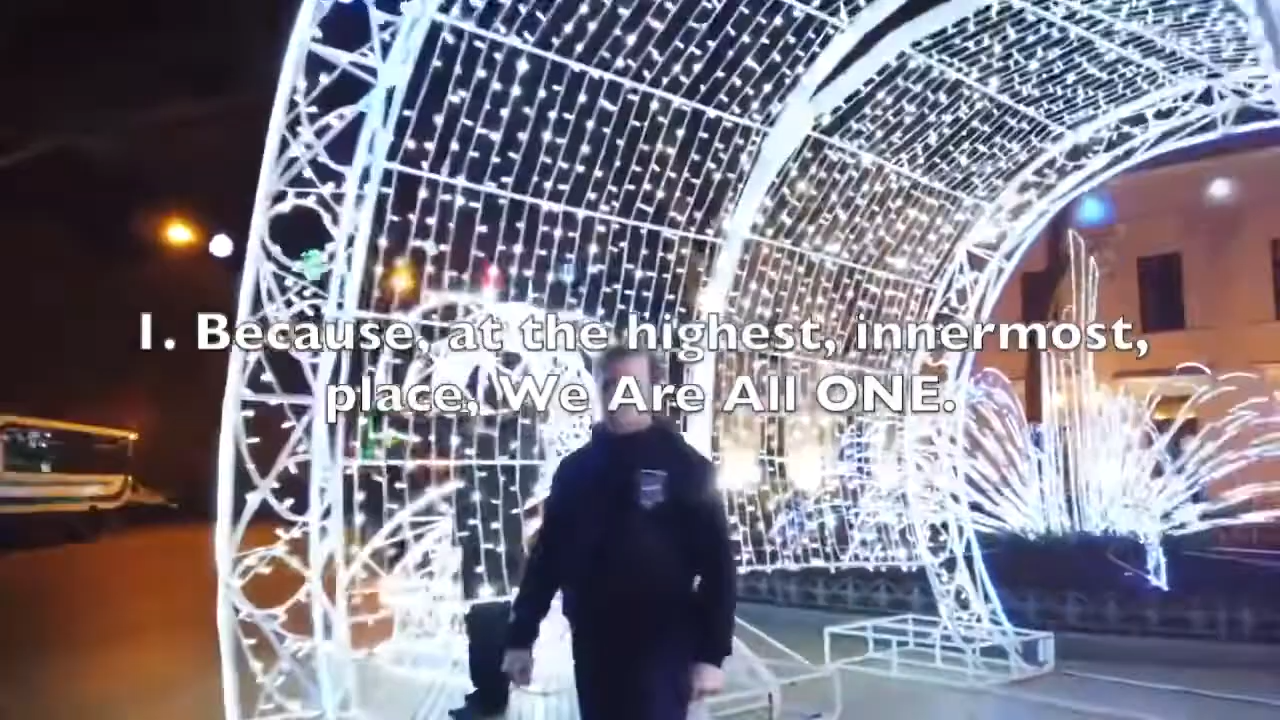 1. Because, at the highest, innermost,
place, We Are All ONE.